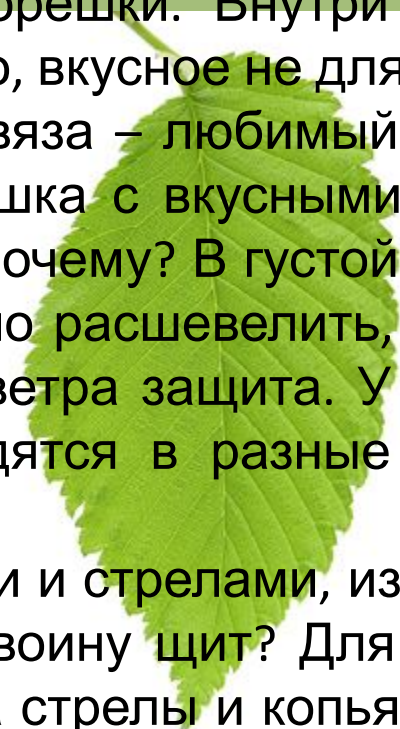 орешки. Внутри
о, вкусное не для
вяза – любимый
шка с вкусными
очему? В густой
но расшевелить,
ветра защита. У
дятся в разные
и и стрелами, из
воину щит? Для
стрелы и копья